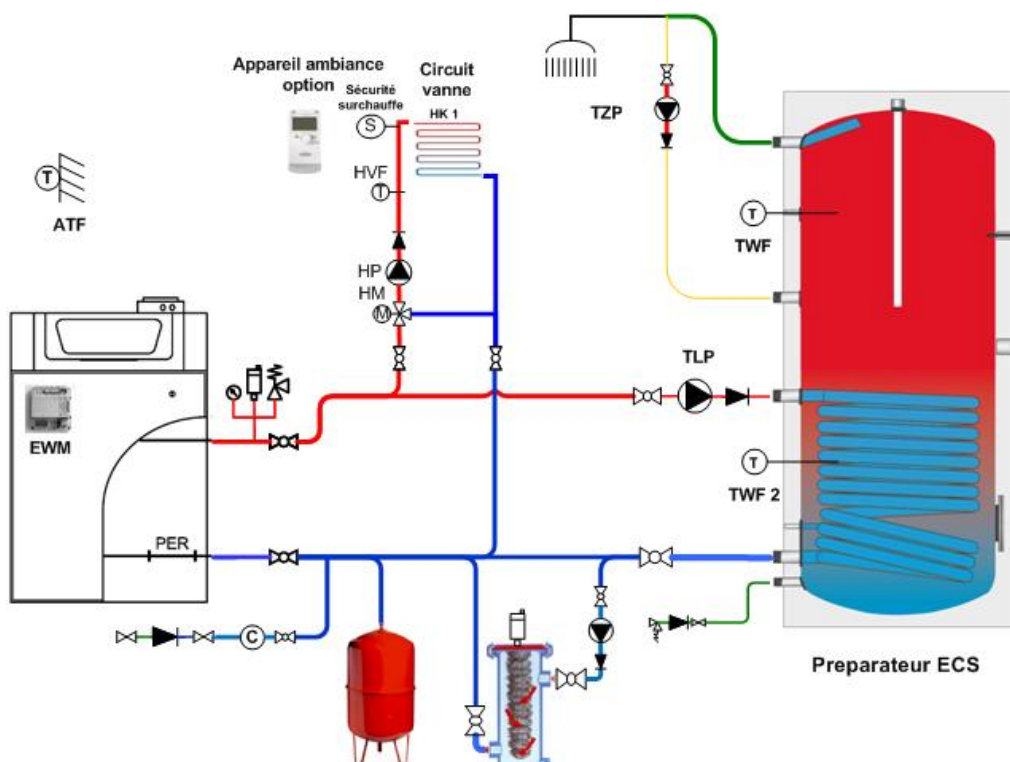 Appareil ambiance
option
Circuit
vanne
Sécurité
surchauffe
HK 1
S
HVF
T
HP
HM
M
T
ATF
TZP
T
TWF
TLP
T
TWF 2
EWM
PER
C
Preparateur ECS